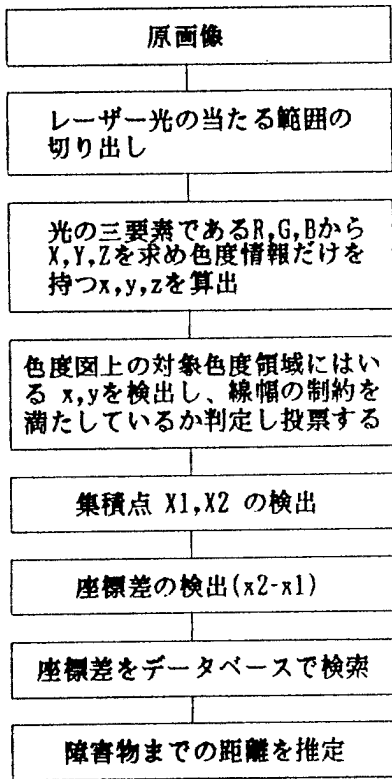 原画像
レーザー光の当たる範囲の
切り出し
光の三要素であるR,G,Bから
X,Y,Zを求め色度情報だけを
持つx,y,zを算出
色度図上の対象色度領域にはい
る x,yを検出し、線幅の制約を
満たしているか判定し投票する
集積点 X1,X2 の検出
座標差の検出(x2-x1)
座標差をデータベースで検索
障害物までの距離を推定